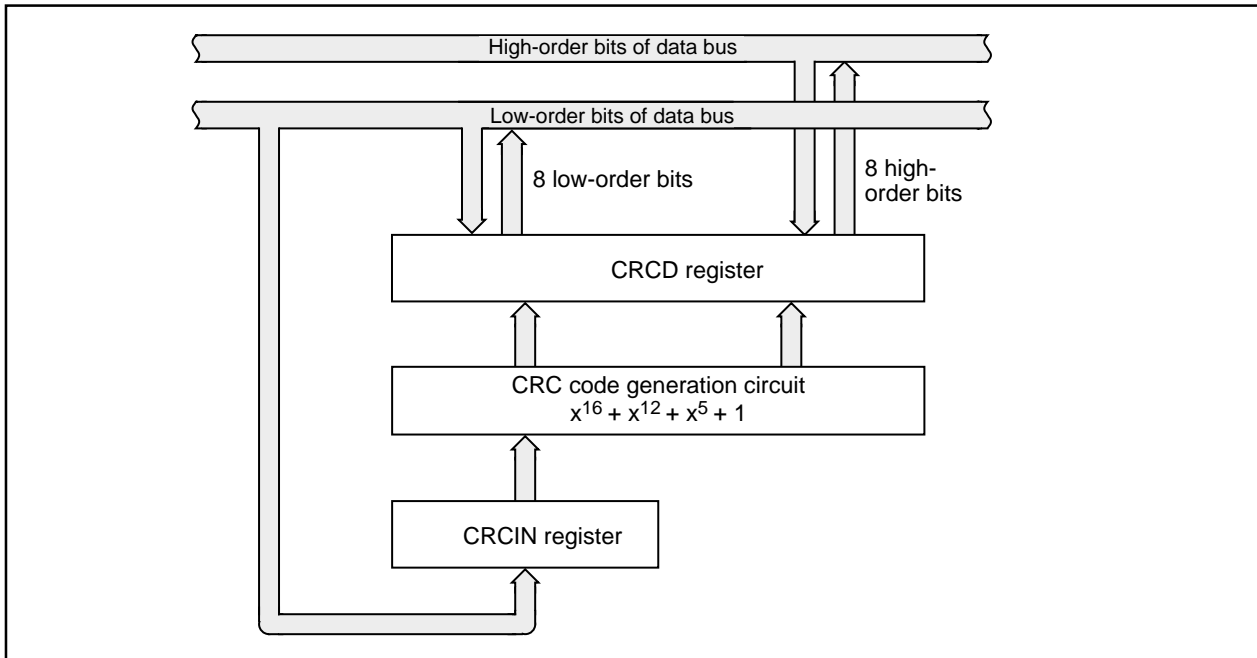 High-order bits of data bus
Low-order bits of data bus
8 low-order bits
8 high-
order bits
CRCD register
CRC code generation circuit
x¹⁶ + x¹² + x⁵ + 1
CRCIN register